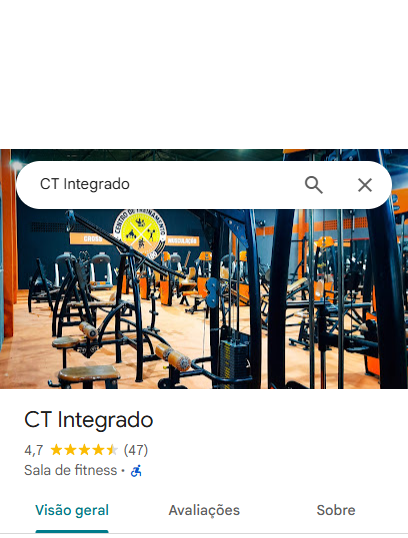 CT Integrado
CENTRO DE TREINAMENTO
CROSS
MUSCULAÇÃO
CT Integrado
4,7 (47)
Sala de fitness ·
Visão geral
Avaliações
Sobre